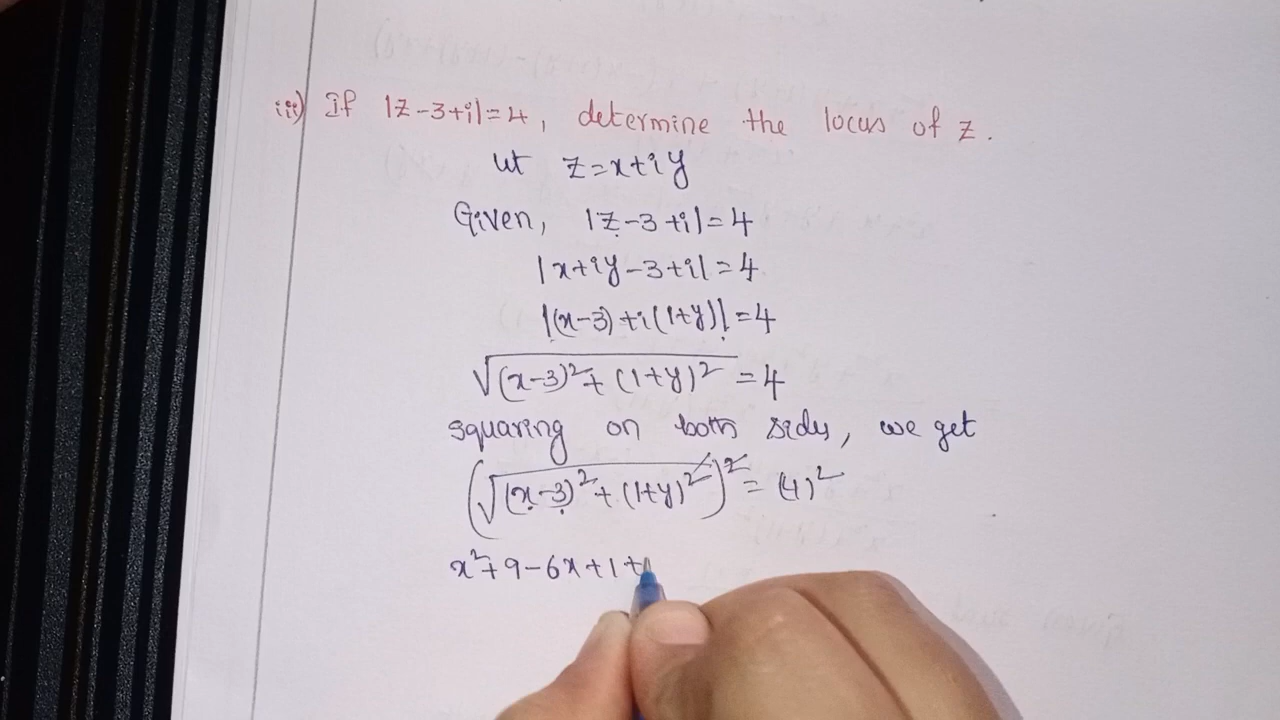 iii) If |z-3+i|=4, determine the locus of z.
Let z=x+iy
Given, |z-3+i|=4
|x+iy-3+i|=4
|(x-3)+i(1+y)|=4
√(x-3)²+(1+y)² =4
squaring on both sides, we get
(√(x-3)²+(1+y)²)² = (4)²
x²+9-6x+1+